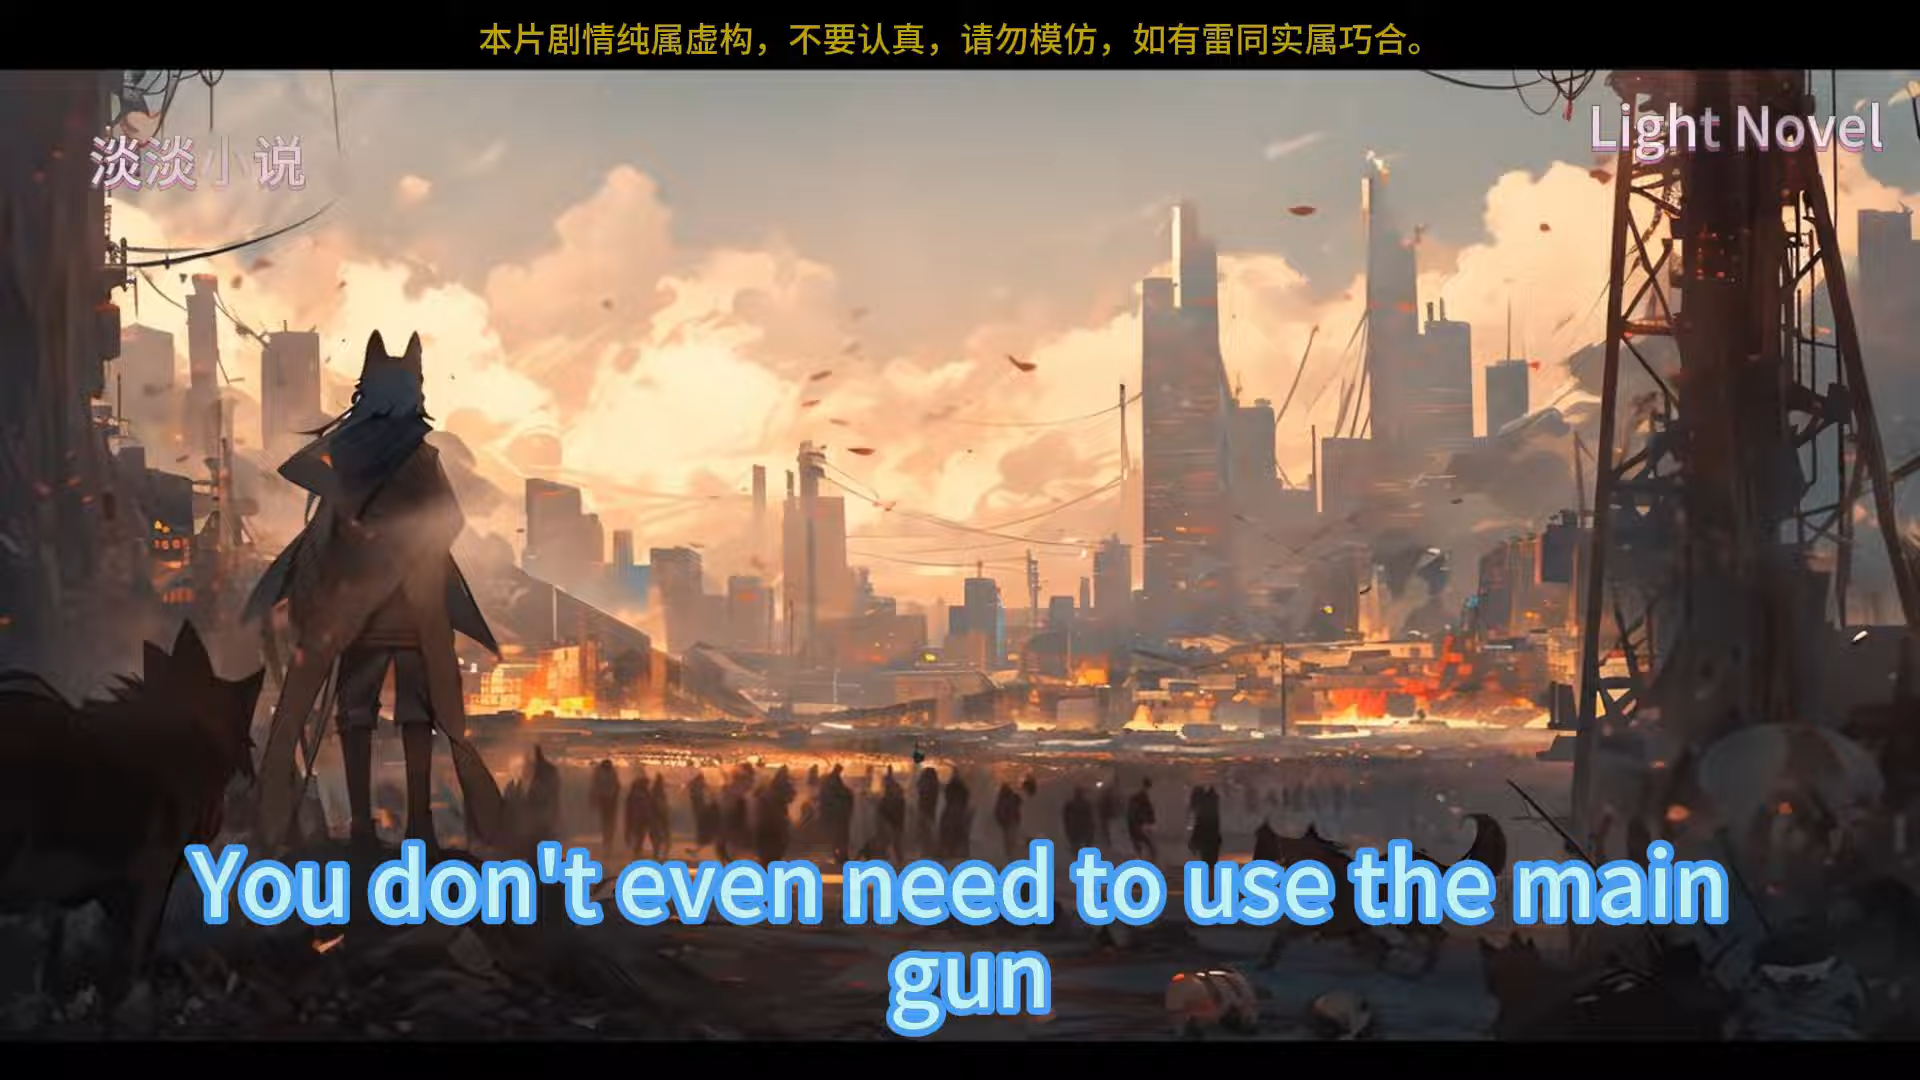 本片剧情纯属虚构，不要认真，请勿模仿，如有雷同实属巧合。
淡淡小说
Light Novel
You don't even need to use the main
gun